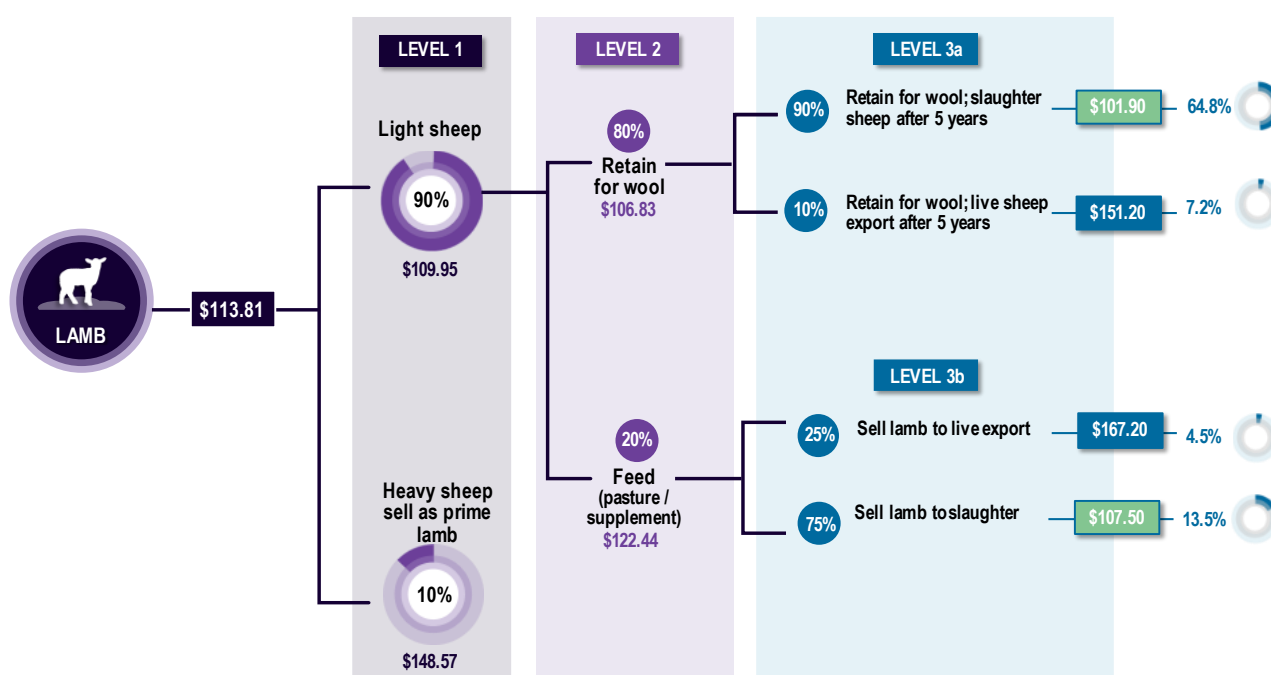 LEVEL 1
LEVEL 2
LEVEL 3a
Light sheep
90%
$109.95
80%
Retain
for wool
$106.83
90%
Retain for wool; slaughter
sheep after 5 years
$101.90
64.8%
10%
Retain for wool; live sheep
export after 5 years
$151.20
7.2%
LAMB
$113.81
LEVEL 3b
20%
Feed
(pasture /
supplement)
$122.44
25%
Sell lamb to live export
$167.20
4.5%
75%
Sell lamb to slaughter
$107.50
13.5%
Heavy sheep
sell as prime
lamb
10%
$148.57